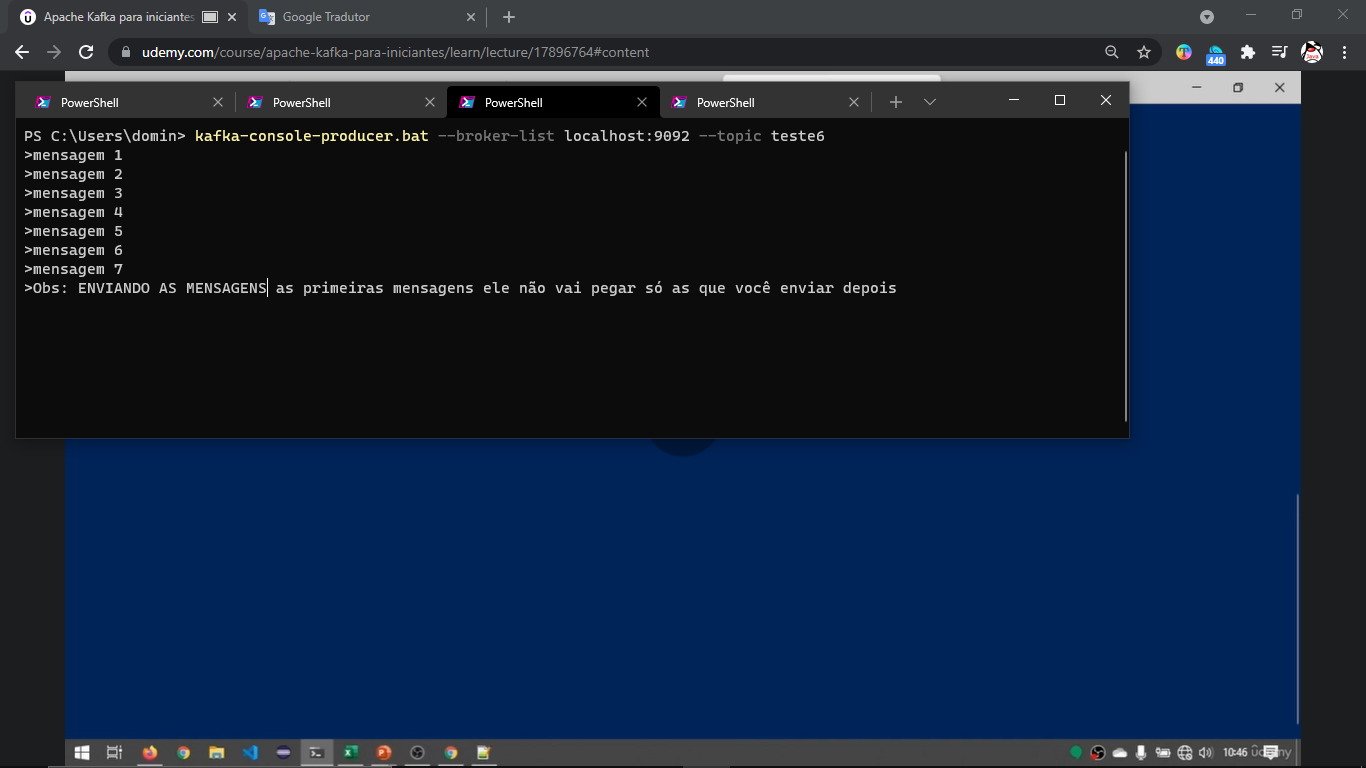 Apache Kafka para iniciantes
Google Tradutor
udemy.com/course/apache-kafka-para-iniciantes/learn/lecture/17896764#content
440
PowerShell
PowerShell
PowerShell
PowerShell
PS C:\Users\domin> kafka-console-producer.bat --broker-list localhost:9092 --topic teste6
>mensagem 1
>mensagem 2
>mensagem 3
>mensagem 4
>mensagem 5
>mensagem 6
>mensagem 7
>Obs: ENVIANDO AS MENSAGENS as primeiras mensagens ele não vai pegar só as que você enviar depois
10:46
ûdemy